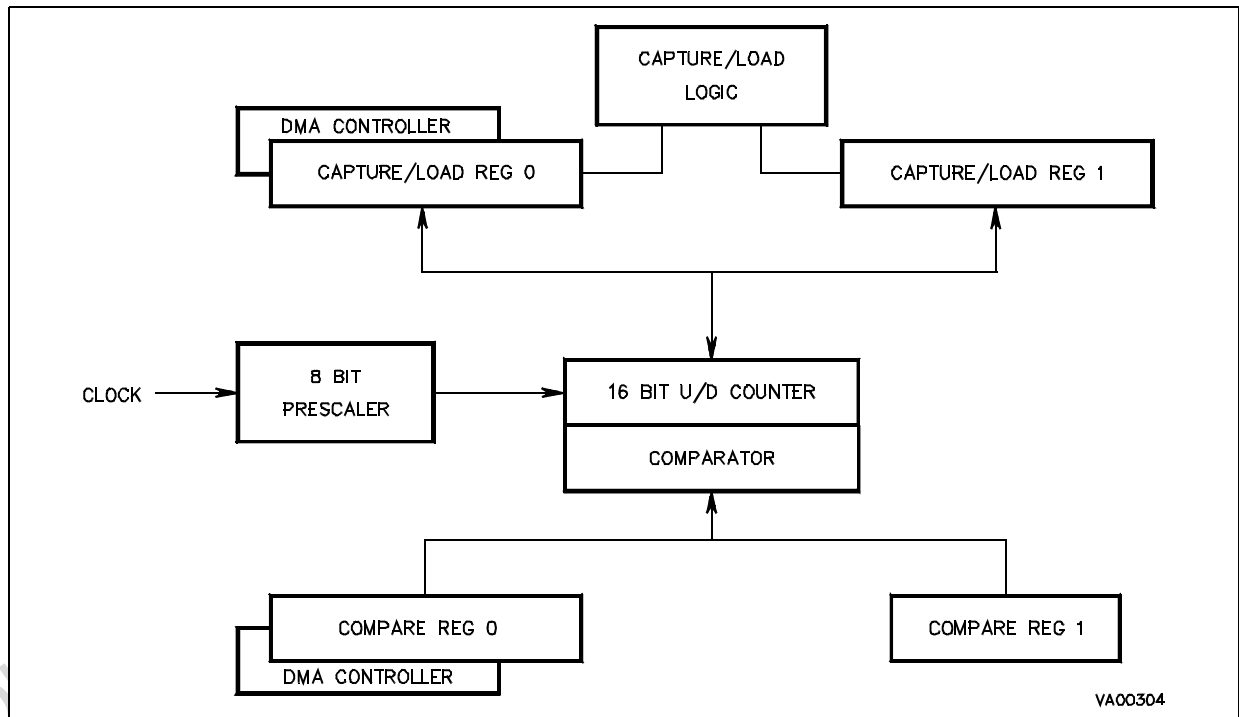 CAPTURE/LOAD
LOGIC
DMA CONTROLLER
CAPTURE/LOAD REG 0
CAPTURE/LOAD REG 1
8 BIT
PRESCALER
CLOCK
16 BIT U/D COUNTER
COMPARATOR
COMPARE REG 0
COMPARE REG 1
DMA CONTROLLER
VA00304